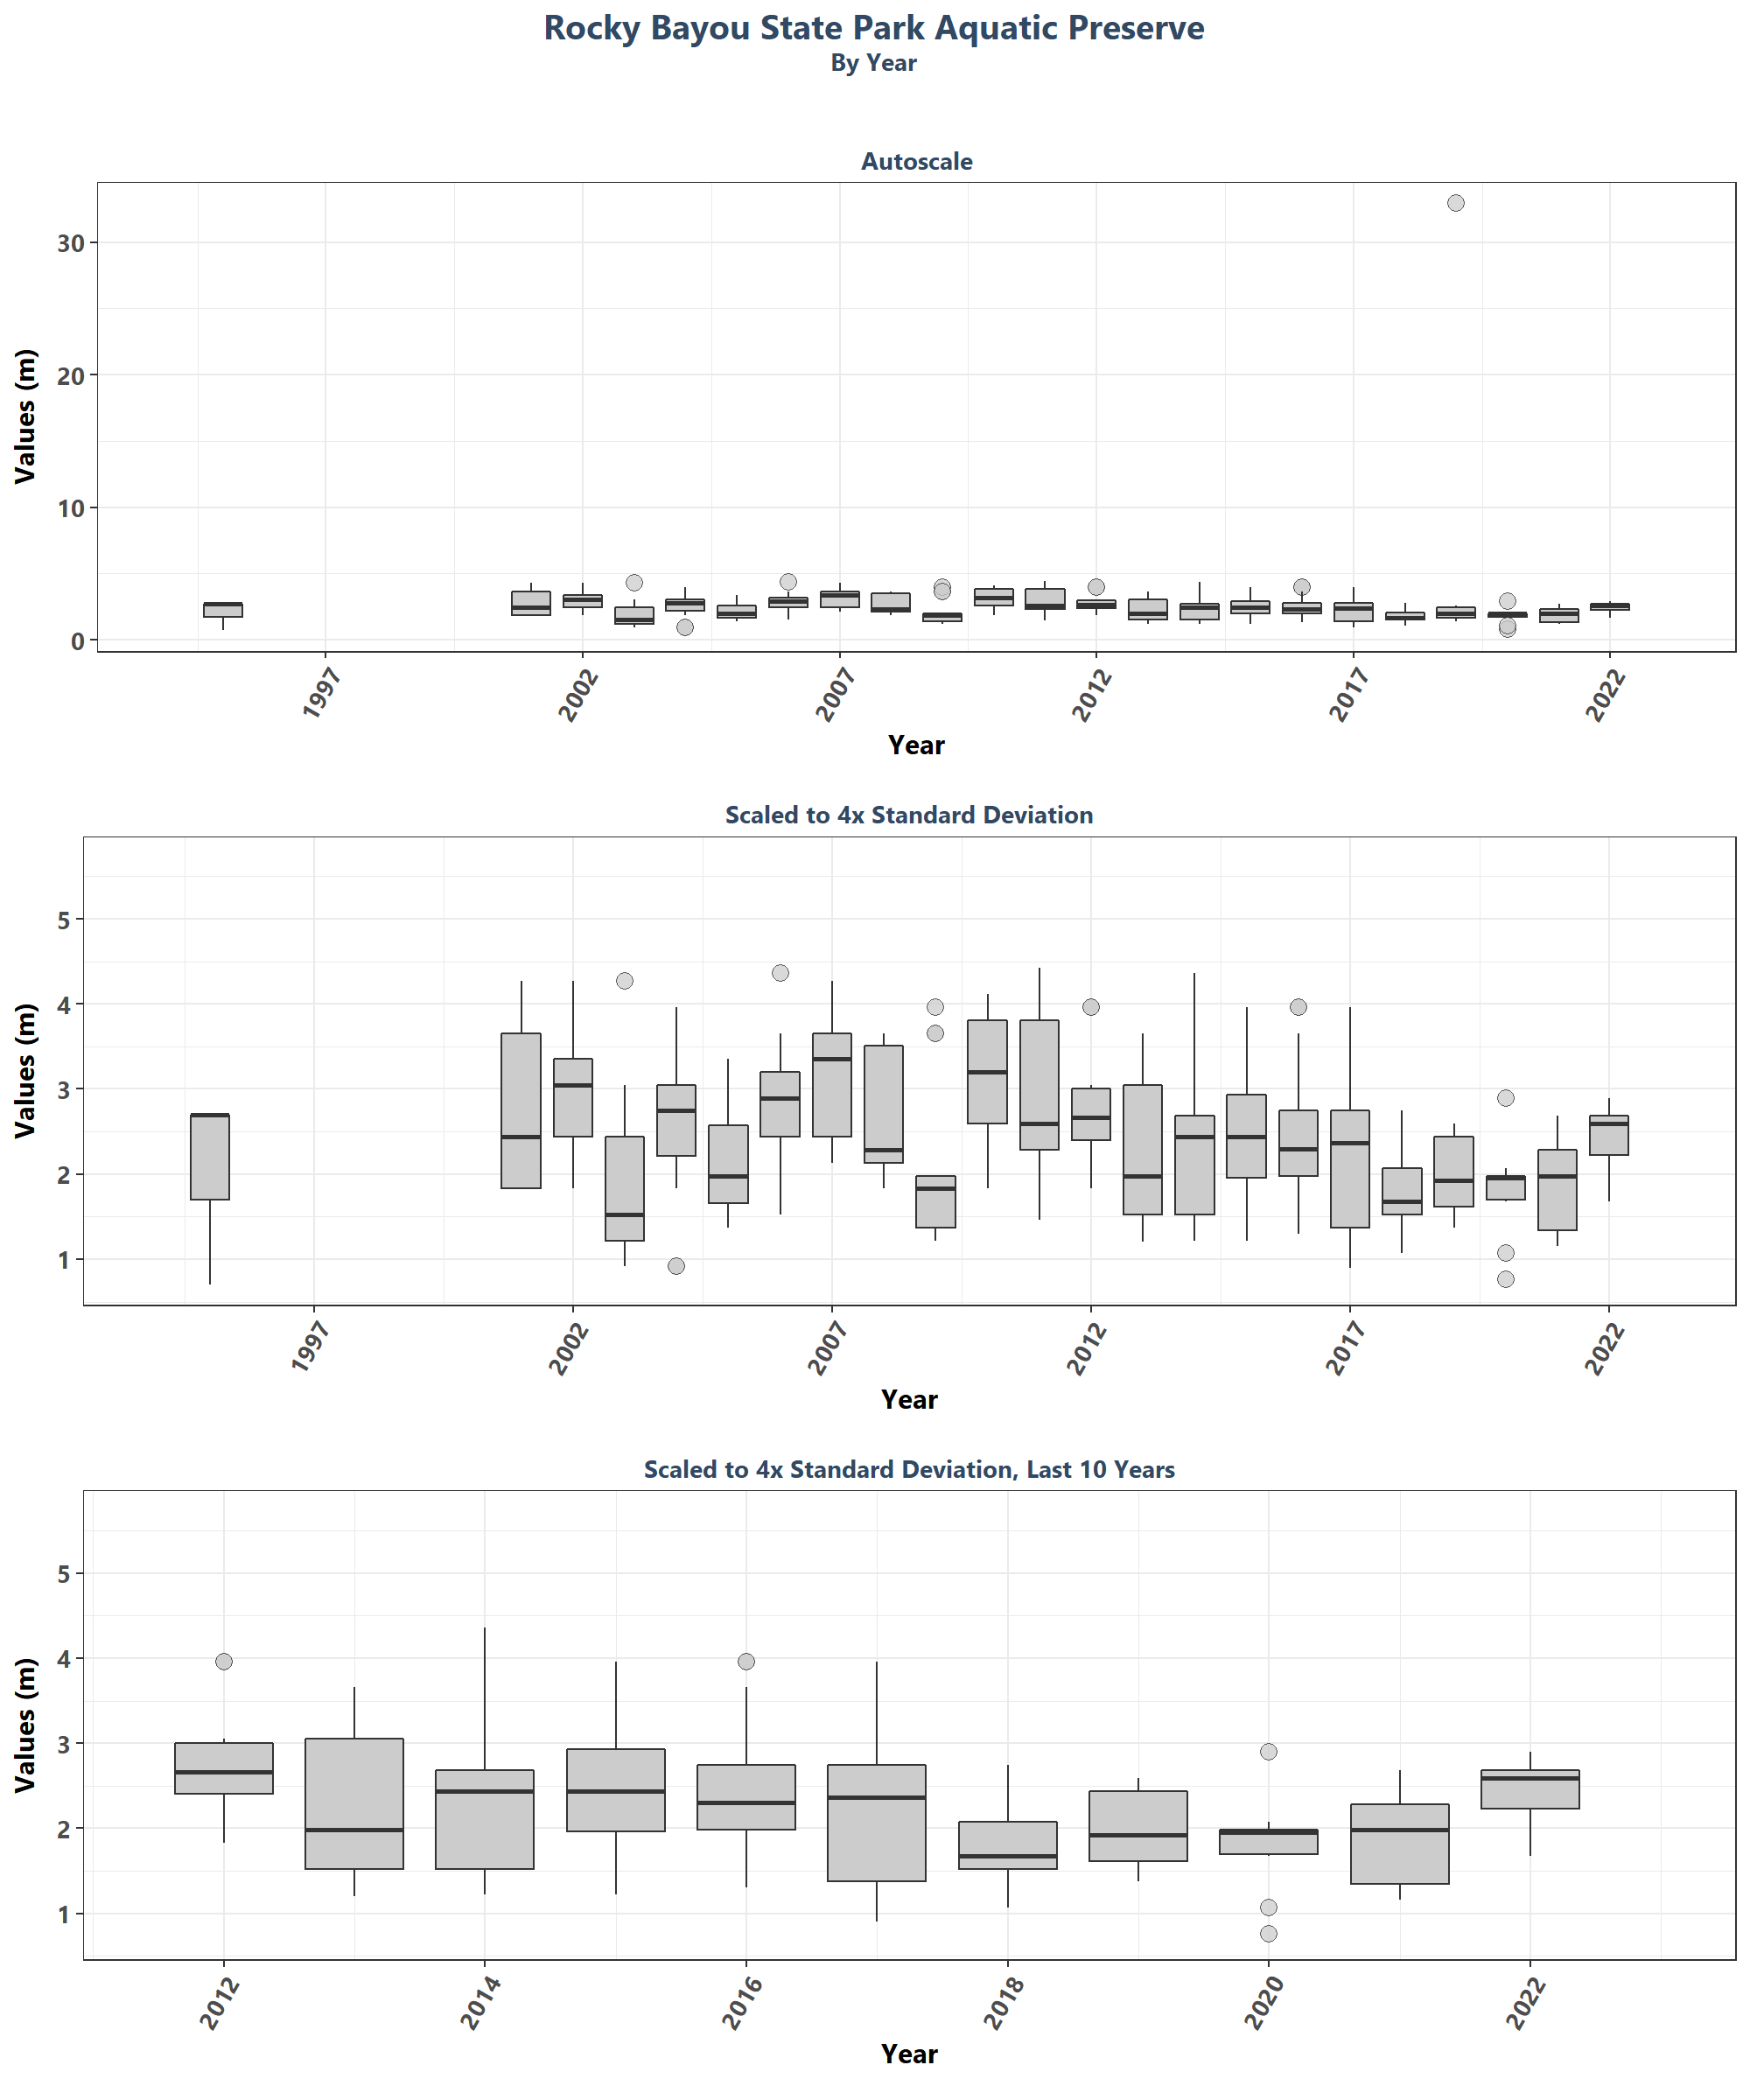 Rocky Bayou State Park Aquatic Preserve
By Year
Autoscale
Values (m)
30
20
10
0
1997
2002
2007
2012
2017
2022
Year
Scaled to 4x Standard Deviation
Values (m)
5
4
3
2
1
1997
2002
2007
2012
2017
2022
Year
Scaled to 4x Standard Deviation, Last 10 Years
Values (m)
5
4
3
2
1
2012
2014
2016
2018
2020
2022
Year